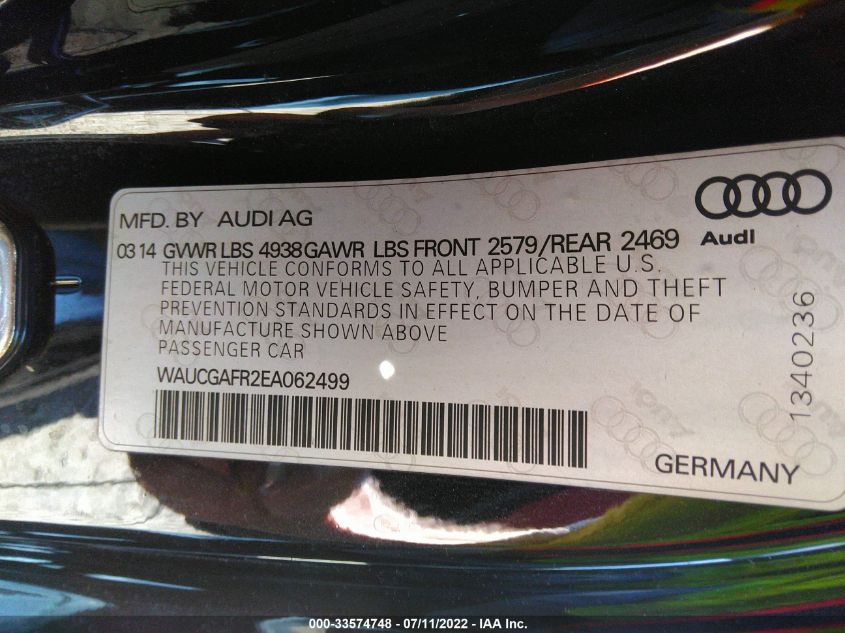 MFD. BY AUDI AG
Audi
03 14 GVWR LBS 4938 GAWR LBS FRONT 2579/REAR 2469
THIS VEHICLE CONFORMS TO ALL APPLICABLE U.S.
FEDERAL MOTOR VEHICLE SAFETY, BUMPER AND THEFT
PREVENTION STANDARDS IN EFFECT ON THE DATE OF
MANUFACTURE SHOWN ABOVE
PASSENGER CAR
WAUCGAFR2EA062499
GERMANY
1340236
000-33574748 - 07/11/2022 - IAA Inc.